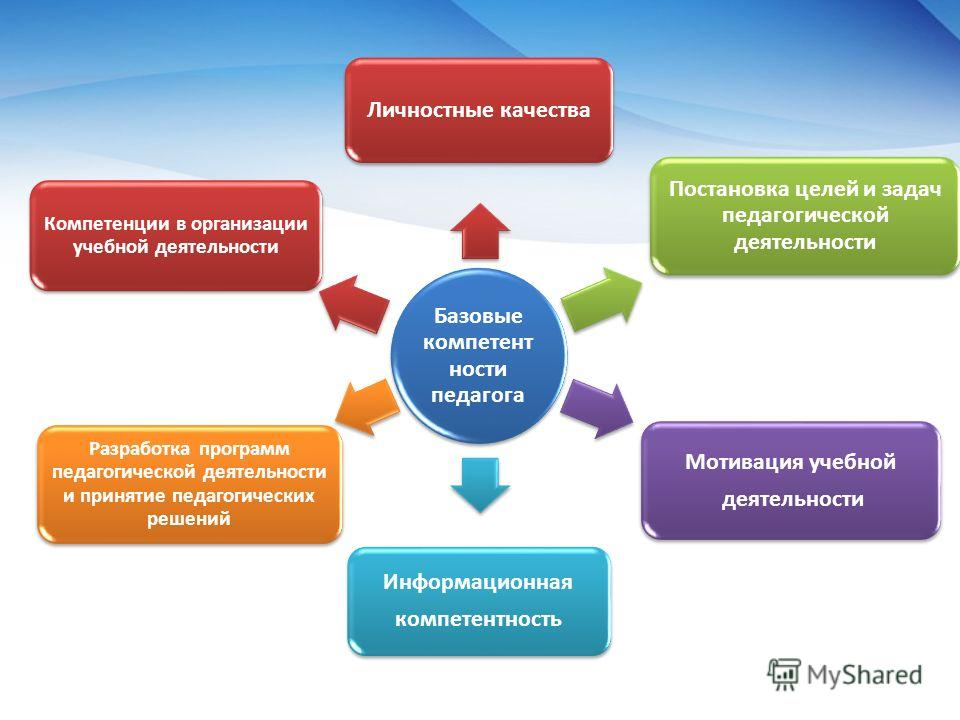 Личностные качества
Постановка целей и задач
педагогической
деятельности
Компетенции в организации
учебной деятельности
Базовые
компетент
ности
педагога
Разработка программ
педагогической деятельности
и принятие педагогических
решений
Мотивация учебной
деятельности
Информационная
компетентность
MyShared